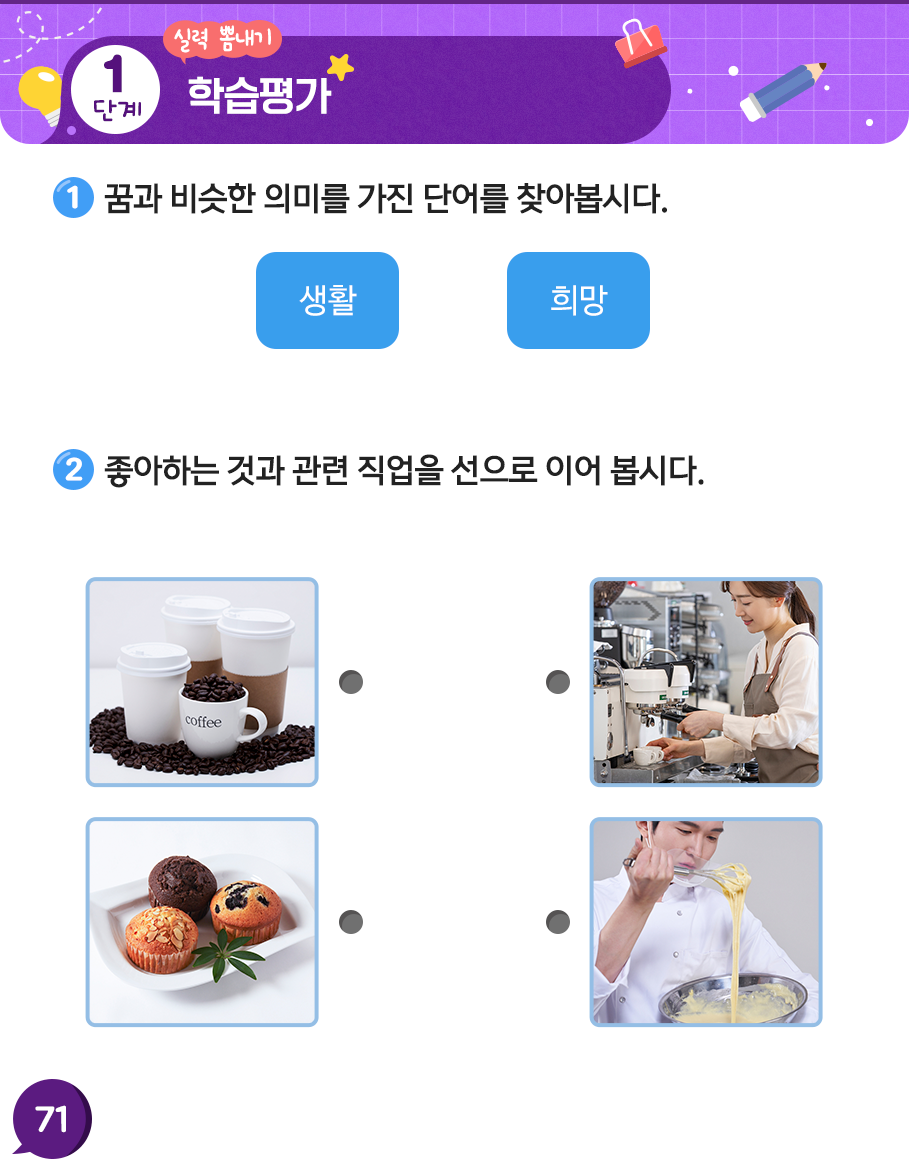 실력 뽐내기
1
단계
학습평가
1 꿈과 비슷한 의미를 가진 단어를 찾아봅시다.
생활
희망
2 좋아하는 것과 관련 직업을 선으로 이어 봅시다.
coffee
71